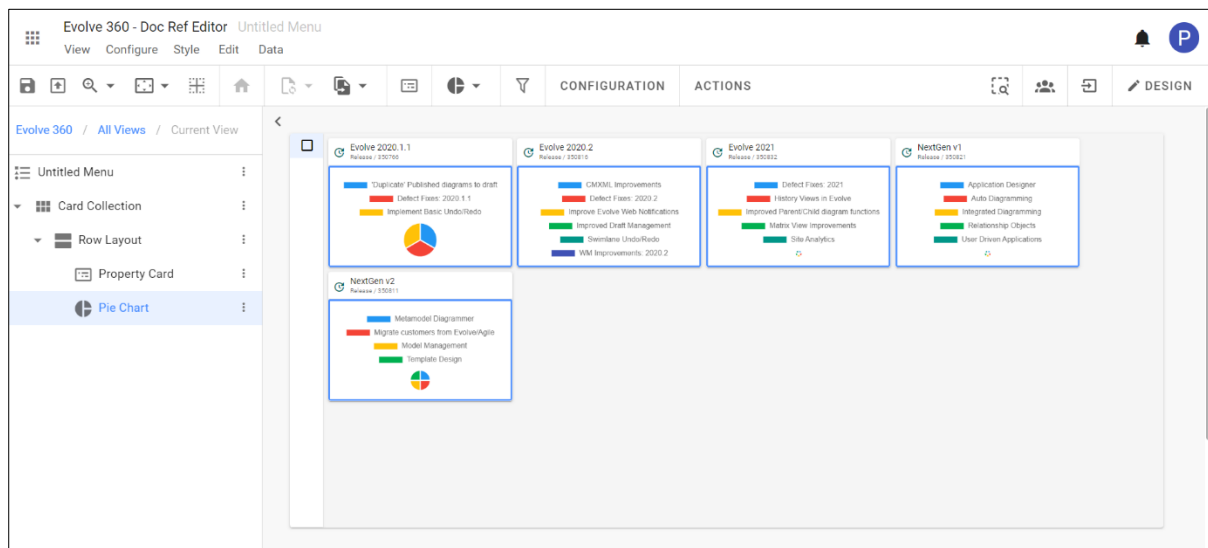 Evolve 360 - Doc Ref Editor Untitled Menu
P
View Configure Style Edit Data
CONFIGURATION ACTIONS DESIGN
Evolve 360 / All Views / Current View
Untitled Menu
Card Collection
Row Layout
Property Card
Pie Chart
Evolve 2020.1.1
Release / 350766
'Duplicate' Published diagrams to draft
Defect Fixes: 2020.1.1
Implement Basic Undo/Redo
Evolve 2020.2
Release / 350816
CMXML Improvements
Defect Fixes: 2020.2
Improve Evolve Web Notifications
Improved Draft Management
Swimlane Undo/Redo
WM Improvements: 2020.2
Evolve 2021
Release / 350832
Defect Fixes: 2021
History Views in Evolve
Improved Parent/Child diagram functions
Matrix View Improvements
Site Analytics
NextGen v1
Release / 350821
Application Designer
Auto Diagramming
Integrated Diagramming
Relationship Objects
User Driven Applications
NextGen v2
Release / 350811
Metamodel Diagrammer
Migrate customers from Evolve/Agile
Model Management
Template Design